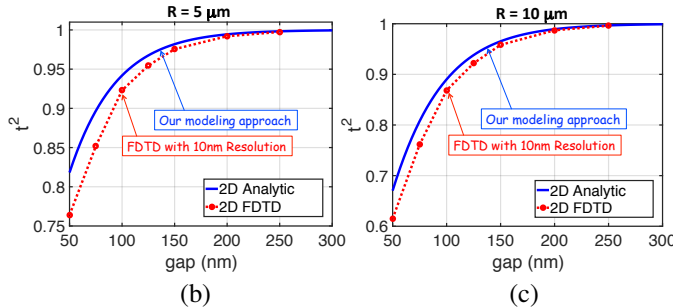 R = 5 μm
1
0.95
0.9
0.85
0.8
0.75
t²
Our modeling approach
FDTD with 10nm Resolution
2D Analytic
2D FDTD
50 100 150 200 250 300
gap (nm)
(b)
R = 10 μm
1
0.9
0.8
0.7
0.6
t²
Our modeling approach
FDTD with 10nm Resolution
2D Analytic
2D FDTD
50 100 150 200 250 300
gap (nm)
(c)